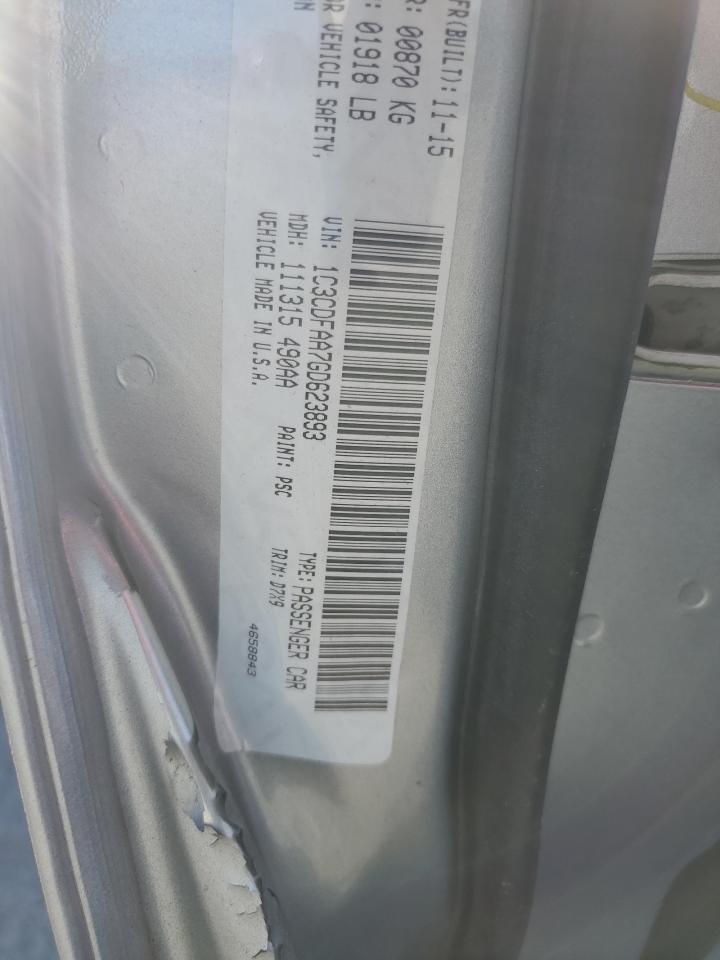 FR(BUILT): 11-15
R: 00870 KG
: 01918 LB
OR VEHICLE SAFETY,
VIN: 1C3CDFAA7GD623893 TYPE: PASSENGER CAR
MDH: 111315 490AA PAINT: PSC TRIM: D7X9
VEHICLE MADE IN U.S.A. 4658843